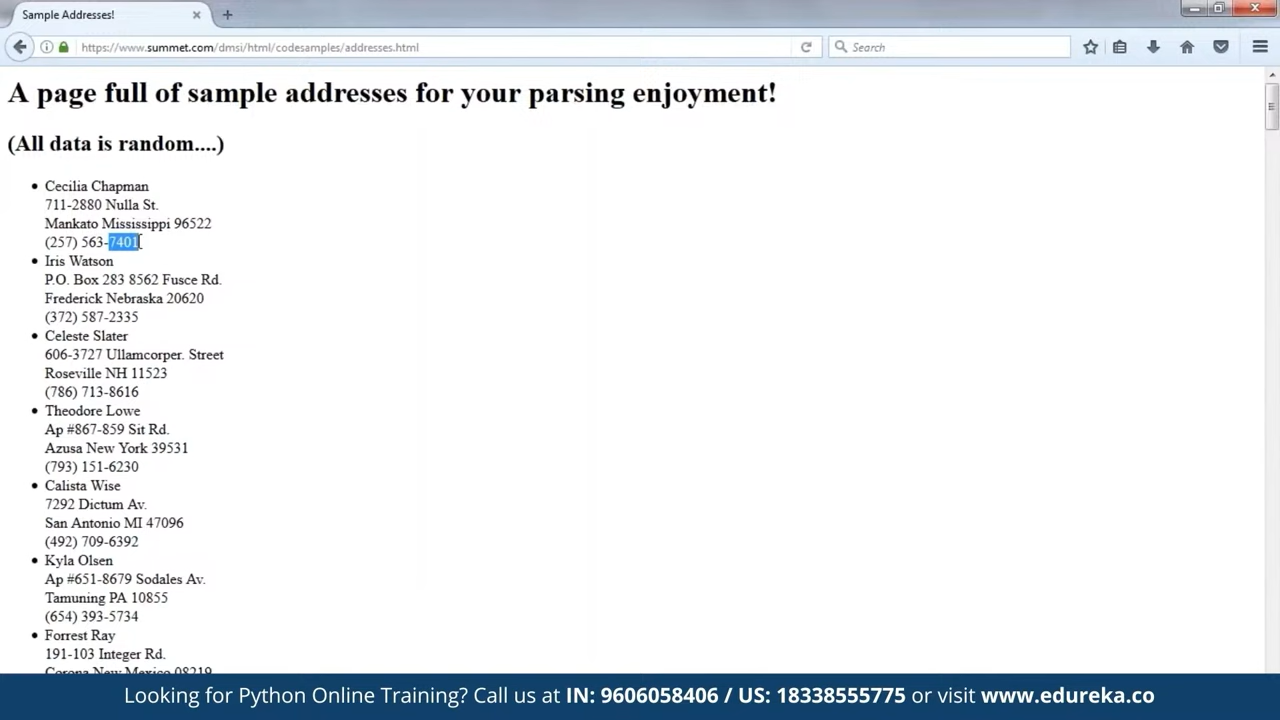 Sample Addresses!
https://www.summet.com/dmsi/html/codesamples/addresses.html
Search
A page full of sample addresses for your parsing enjoyment!
(All data is random....)
Cecilia Chapman
711-2880 Nulla St.
Mankato Mississippi 96522
(257) 563-7401
Iris Watson
P.O. Box 283 8562 Fusce Rd.
Frederick Nebraska 20620
(372) 587-2335
Celeste Slater
606-3727 Ullamcorper. Street
Roseville NH 11523
(786) 713-8616
Theodore Lowe
Ap #867-859 Sit Rd.
Azusa New York 39531
(793) 151-6230
Calista Wise
7292 Dictum Av.
San Antonio MI 47096
(492) 709-6392
Kyla Olsen
Ap #651-8679 Sodales Av.
Tamuning PA 10855
(654) 393-5734
Forrest Ray
191-103 Integer Rd.
Corona New Mexico 08219
Looking for Python Online Training? Call us at IN: 9606058406 / US: 18338555775 or visit www.edureka.co